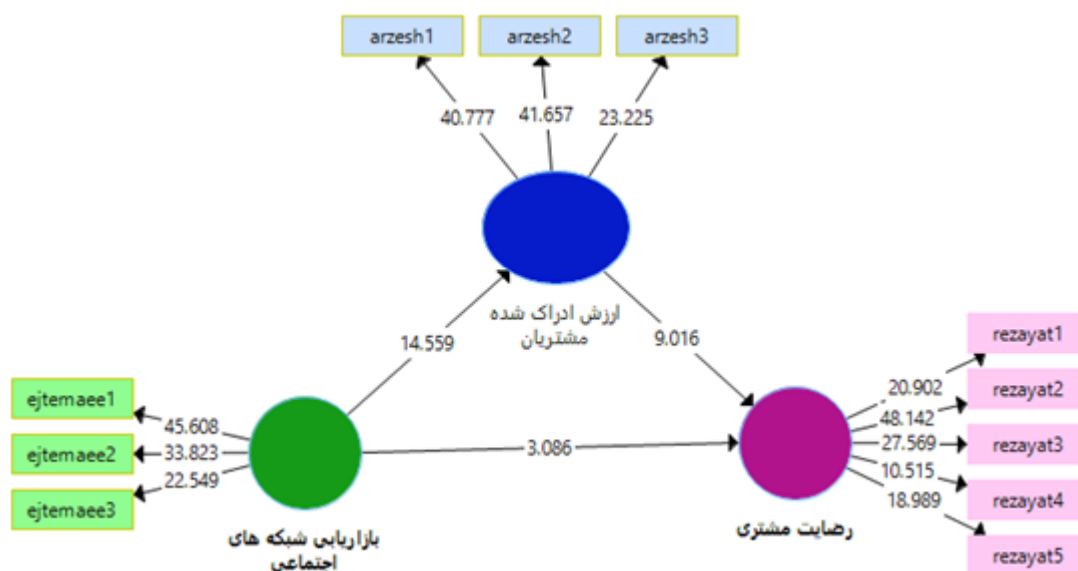 arzesh1
arzesh2
arzesh3
40.777
41.657
23.225
ارزش ادراک شده
مشتریان
14.559
9.016
ejtemaee1
ejtemaee2
ejtemaee3
45.608
33.823
22.549
3.086
بازاریابی شبکه های
اجتماعی
رضایت مشتری
20.902
48.142
27.569
10.515
18.989
rezayat1
rezayat2
rezayat3
rezayat4
rezayat5